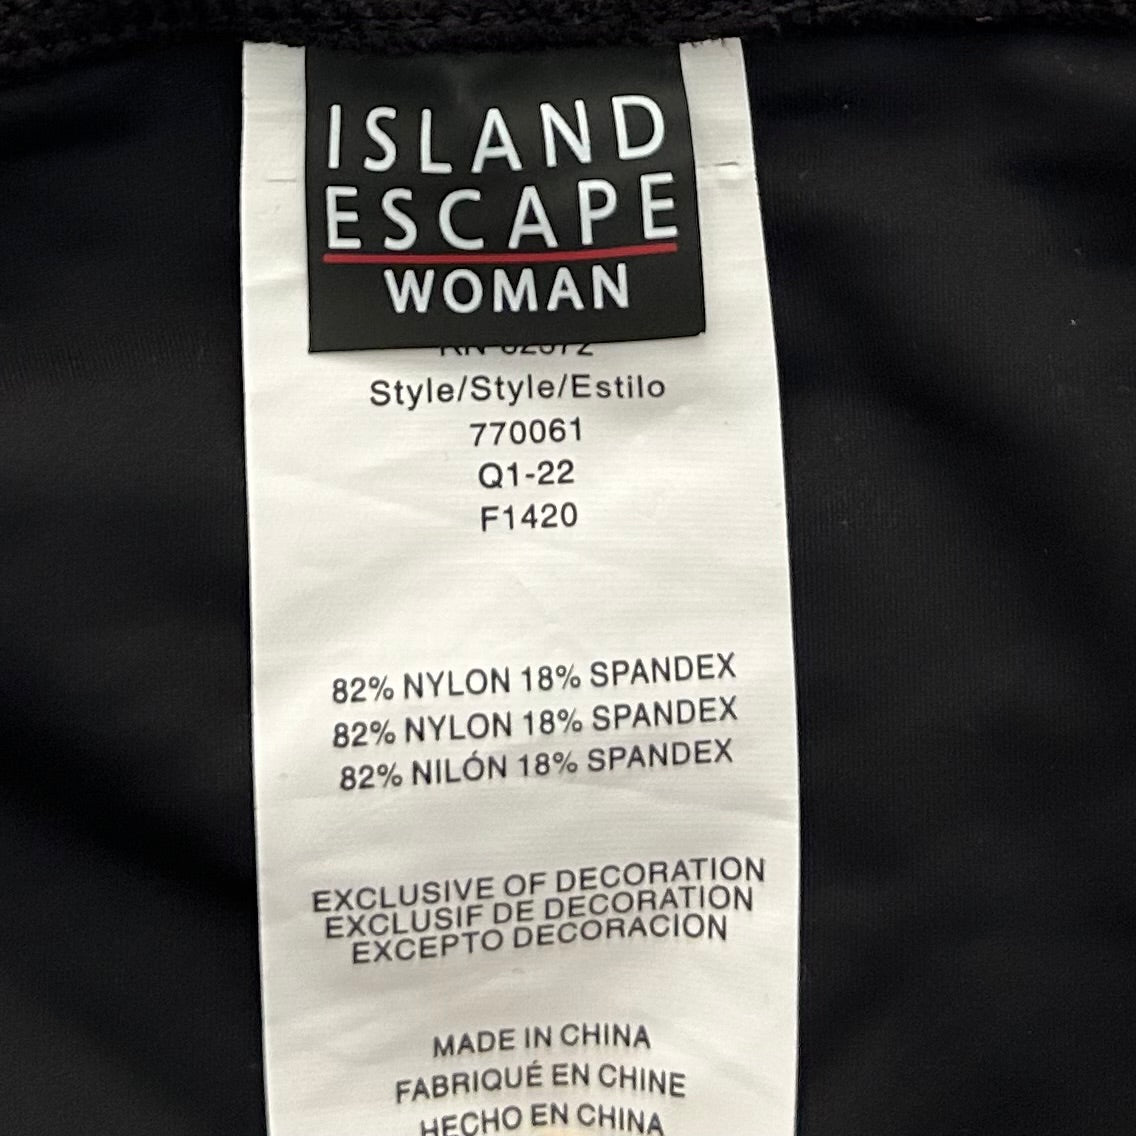 ISLAND
ESCAPE
WOMAN
Style/Style/Estilo
770061
Q1-22
F1420
82% NYLON 18% SPANDEX
82% NYLON 18% SPANDEX
82% NILÓN 18% SPANDEX
EXCLUSIVE OF DECORATION
EXCLUSIF DE DECORATION
EXCEPTO DECORACION
MADE IN CHINA
FABRIQUÉ EN CHINE
HECHO EN CHINA